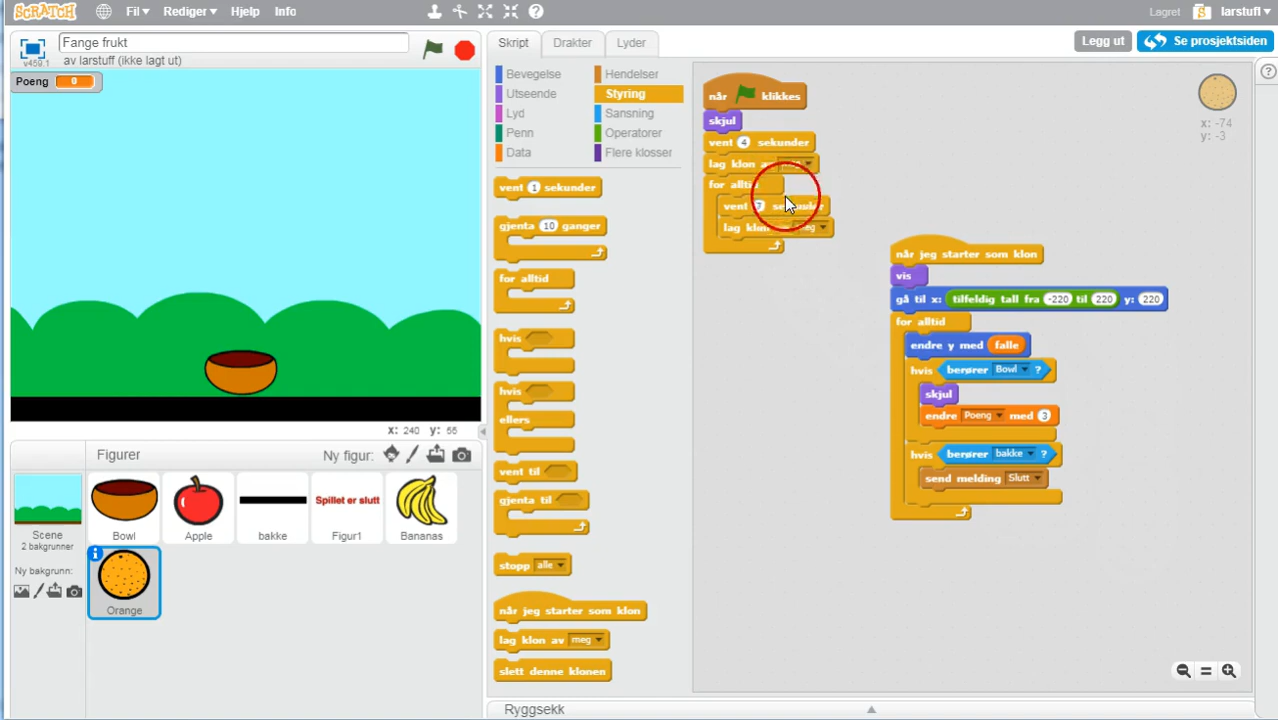 SCRATCH Fil Rediger Hjelp Info Lagret larstuff
v459.1 Fange frukt
av larstuff (ikke lagt ut)
Poeng 0
x: 240 y: 55
Figurer Ny figur:
Scene
2 bakgrunner
Ny bakgrunn:
Bowl Apple bakke Figur1 Bananas
Spillet er slutt
Orange
Skript Drakter Lyder
Legg ut Se prosjektsiden
Bevegelse Hendelser
Utseende Styring
Lyd Sansning
Penn Operatorer
Data Flere klosser
vent 1 sekunder
gjenta 10 ganger
for alltid
hvis
hvis
ellers
vent til
gjenta til
stopp alle
når jeg starter som klon
lag klon av meg
slett denne klonen
når klikkes
skjul
vent 4 sekunder
lag klon av
for alltid
vent sekunder
lag klon
når jeg starter som klon
vis
gå til x: tilfeldig tall fra -220 til 220 y: 220
for alltid
endre y med falle
hvis berører Bowl ?
skjul
endre Poeng med 3
hvis berører bakke ?
send melding Slutt
x: -74
y: -3
Ryggsekk